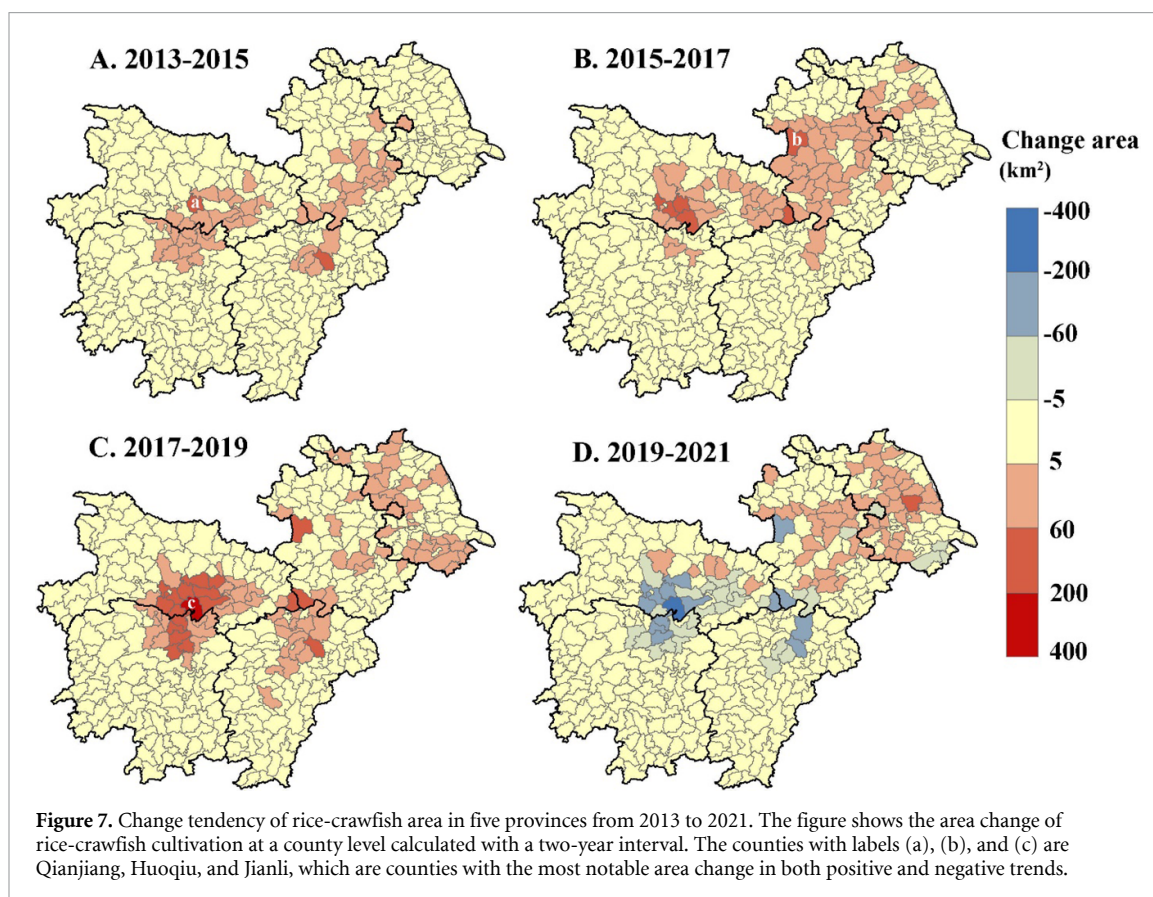 A. 2013-2015
B. 2015-2017
a
b
Change area
(km²)
-400
-200
-60
-5
5
60
200
400
C. 2017-2019
D. 2019-2021
c
Figure 7. Change tendency of rice-crawfish area in five provinces from 2013 to 2021. The figure shows the area change of
rice-crawfish cultivation at a county level calculated with a two-year interval. The counties with labels (a), (b), and (c) are
Qianjiang, Huoqiu, and Jianli, which are counties with the most notable area change in both positive and negative trends.